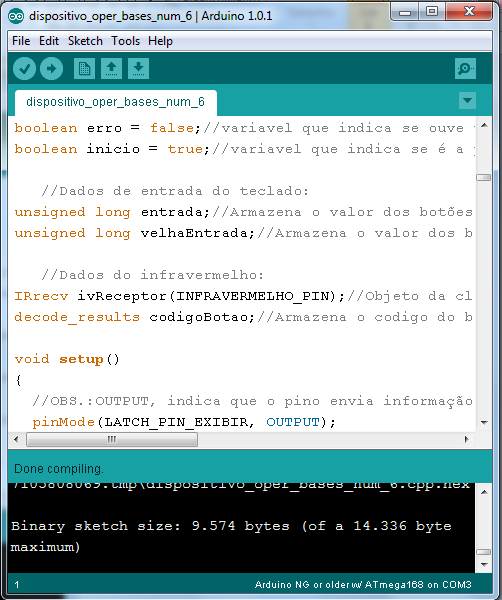 dispositivo_oper_bases_num_6 | Arduino 1.0.1
File Edit Sketch Tools Help
dispositivo_oper_bases_num_6
boolean erro = false;//variavel que indica se ouve
boolean inicio = true;//variavel que indica se é a
//Dados de entrada do teclado:
unsigned long entrada;//Armazena o valor dos botões
unsigned long velhaEntrada;//Armazena o valor dos b
//Dados do infravermelho:
IRrecv ivReceptor(INFRAVERMELHO_PIN);//Objeto da cl
decode_results codigoBotao;//Armazena o codigo do b
void setup()
{
//OBS.:OUTPUT, indica que o pino envia informação
pinMode(LATCH_PIN_EXIBIR, OUTPUT);
Done compiling.
7105808069.tmp\dispositivo_oper_bases_num_6.cpp.hex
Binary sketch size: 9.574 bytes (of a 14.336 byte
maximum)
1
Arduino NG or older w/ ATmega168 on COM3